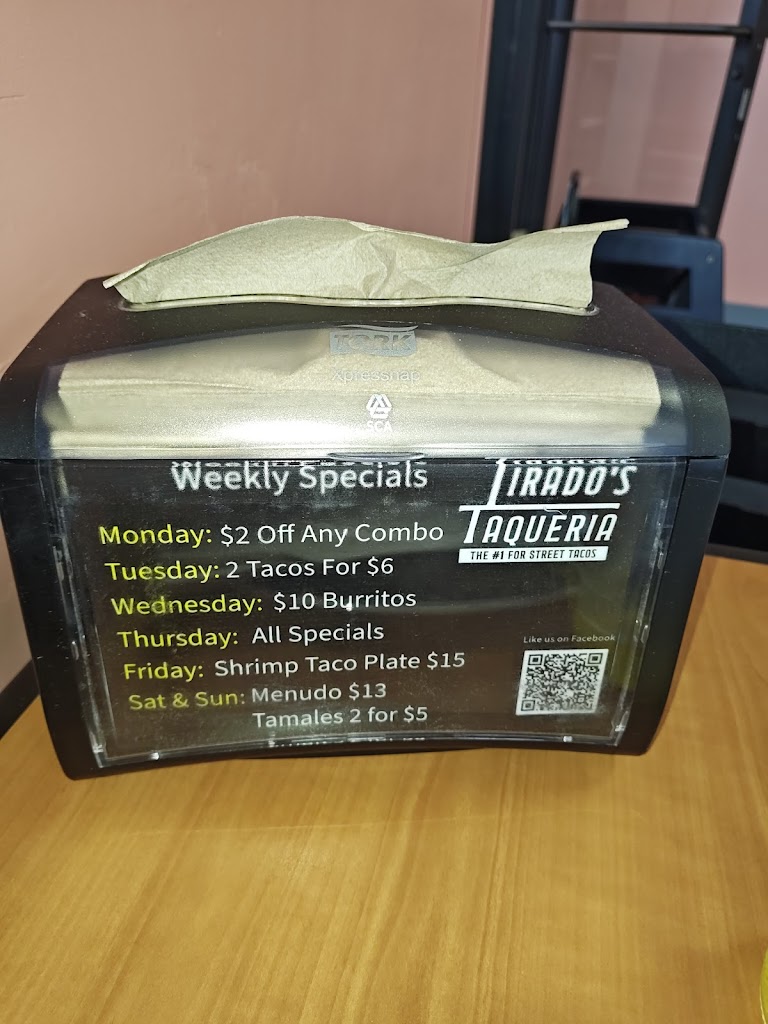 TORK
Xpressnap
SCA
Weekly Specials
TIRADO'S
TAQUERIA
THE #1 FOR STREET TACOS
Monday: $2 Off Any Combo
Tuesday: 2 Tacos For $6
Wednesday: $10 Burritos
Thursday: All Specials
Friday: Shrimp Taco Plate $15
Sat & Sun: Menudo $13
Tamales 2 for $5
Like us on Facebook